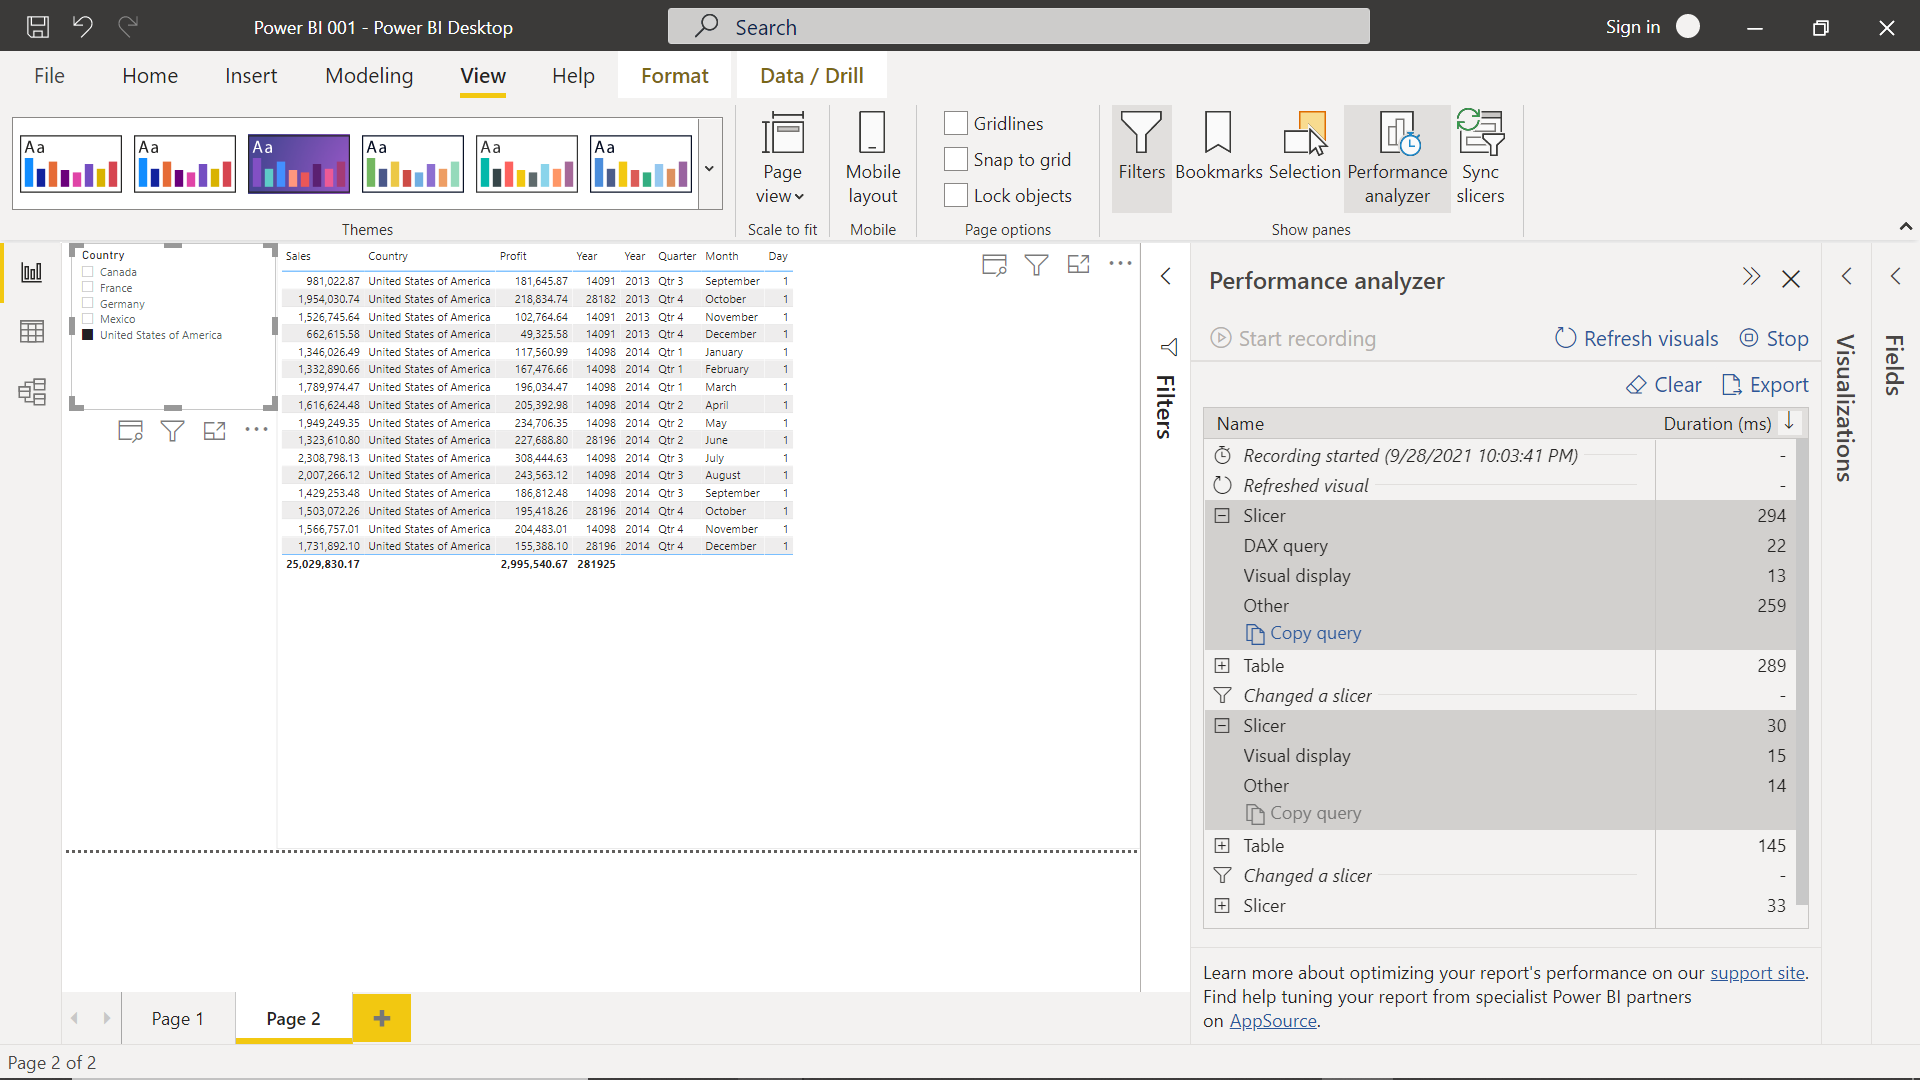 Power BI 001 - Power BI Desktop
Search
Sign in
File Home Insert Modeling View Help Format Data / Drill
Aa Aa Aa Aa Aa Aa
Themes
Page view
Scale to fit
Mobile layout
Mobile
Gridlines
Snap to grid
Lock objects
Page options
Filters
Bookmarks
Selection
Performance analyzer
Sync slicers
Show panes
Country
Canada
France
Germany
Mexico
United States of America
Sales Country Profit Year Year Quarter Month Day
981,022.87 United States of America 181,645.87 14091 2013 Qtr 3 September 1
1,954,030.74 United States of America 218,834.74 28182 2013 Qtr 4 October 1
1,526,745.64 United States of America 102,764.64 14091 2013 Qtr 4 November 1
662,615.58 United States of America 49,325.58 14091 2013 Qtr 4 December 1
1,346,026.49 United States of America 117,560.99 14098 2014 Qtr 1 January 1
1,332,890.66 United States of America 167,476.66 14098 2014 Qtr 1 February 1
1,789,974.47 United States of America 196,034.47 14098 2014 Qtr 1 March 1
1,616,624.48 United States of America 205,392.98 14098 2014 Qtr 2 April 1
1,949,249.35 United States of America 234,706.35 14098 2014 Qtr 2 May 1
1,323,610.80 United States of America 227,688.80 28196 2014 Qtr 2 June 1
2,308,798.13 United States of America 308,444.63 14098 2014 Qtr 3 July 1
2,007,266.12 United States of America 243,563.12 14098 2014 Qtr 3 August 1
1,429,253.48 United States of America 186,812.48 14098 2014 Qtr 3 September 1
1,503,072.26 United States of America 195,418.26 28196 2014 Qtr 4 October 1
1,566,757.01 United States of America 204,483.01 14098 2014 Qtr 4 November 1
1,731,892.10 United States of America 155,388.10 28196 2014 Qtr 4 December 1
25,029,830.17 2,995,540.67 281925
Filters
Performance analyzer
Start recording Refresh visuals Stop
Clear Export
Name Duration (ms)
Recording started (9/28/2021 10:03:41 PM) -
Refreshed visual -
Slicer 294
DAX query 22
Visual display 13
Other 259
Copy query
Table 289
Changed a slicer -
Slicer 30
Visual display 15
Other 14
Copy query
Table 145
Changed a slicer -
Slicer 33
Learn more about optimizing your report's performance on our support site.
Find help tuning your report from specialist Power BI partners
on AppSource.
Visualizations
Fields
Page 1 Page 2
Page 2 of 2